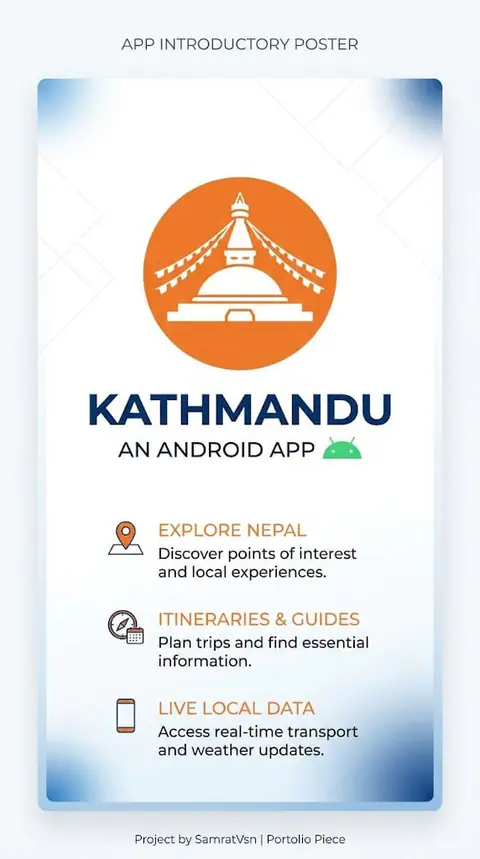 APP INTRODUCTORY POSTER
KATHMANDU
AN ANDROID APP
EXPLORE NEPAL
Discover points of interest
and local experiences.
ITINERARIES & GUIDES
Plan trips and find essential
information.
LIVE LOCAL DATA
Access real-time transport
and weather updates.
Project by SamratVsn | Portolio Piece